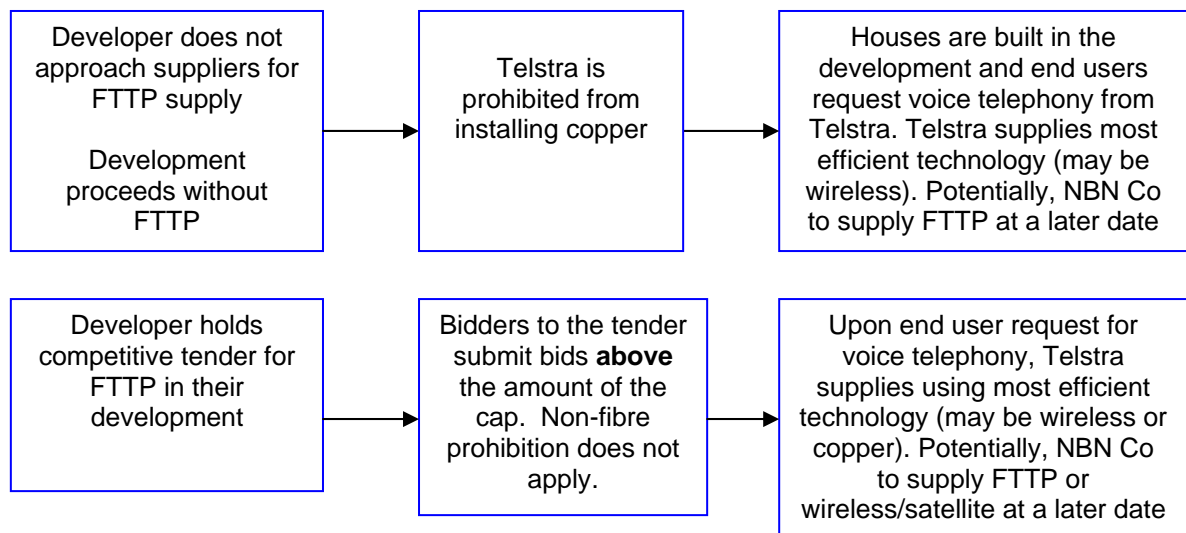 Developer does not
approach suppliers for
FTTP supply
Development
proceeds without
FTTP
Telstra is
prohibited from
installing copper
Houses are built in the
development and end users
request voice telephony from
Telstra. Telstra supplies most
efficient technology (may be
wireless). Potentially, NBN Co
to supply FTTP at a later date
Developer holds
competitive tender for
FTTP in their
development
Bidders to the tender
submit bids above
the amount of the
cap.  Non-fibre
prohibition does not
apply.
Upon end user request for
voice telephony, Telstra
supplies using most efficient
technology (may be wireless or
copper). Potentially, NBN Co
to supply FTTP or
wireless/satellite at a later date